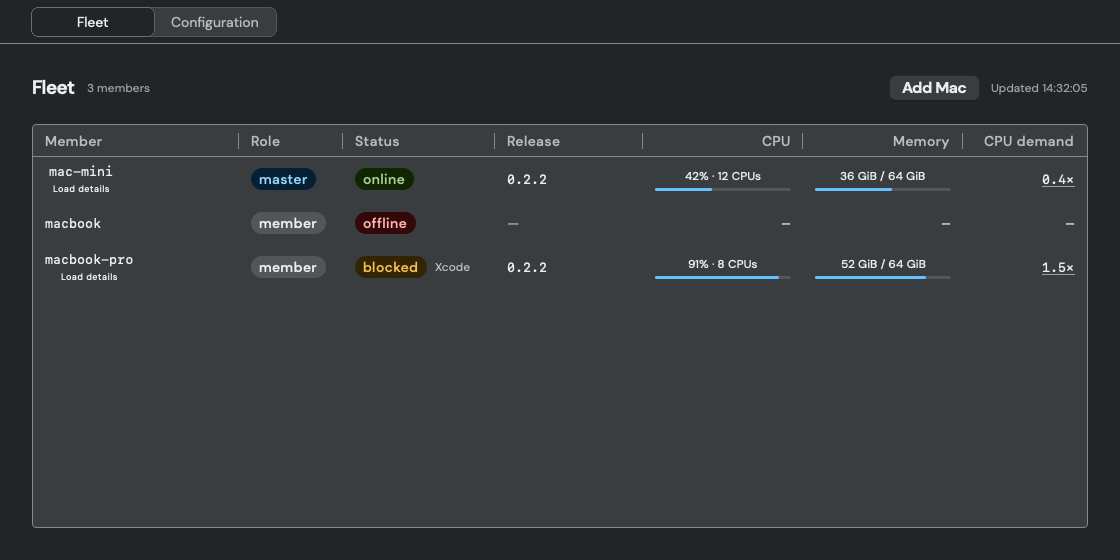 Fleet Configuration
Fleet 3 members Add Mac Updated 14:32:05
Member Role Status Release CPU Memory CPU demand
mac-mini master online 0.2.2 42% · 12 CPUs 36 GiB / 64 GiB 0.4×
Load details
macbook member offline — — — —
macbook-pro member blocked Xcode 0.2.2 91% · 8 CPUs 52 GiB / 64 GiB 1.5×
Load details